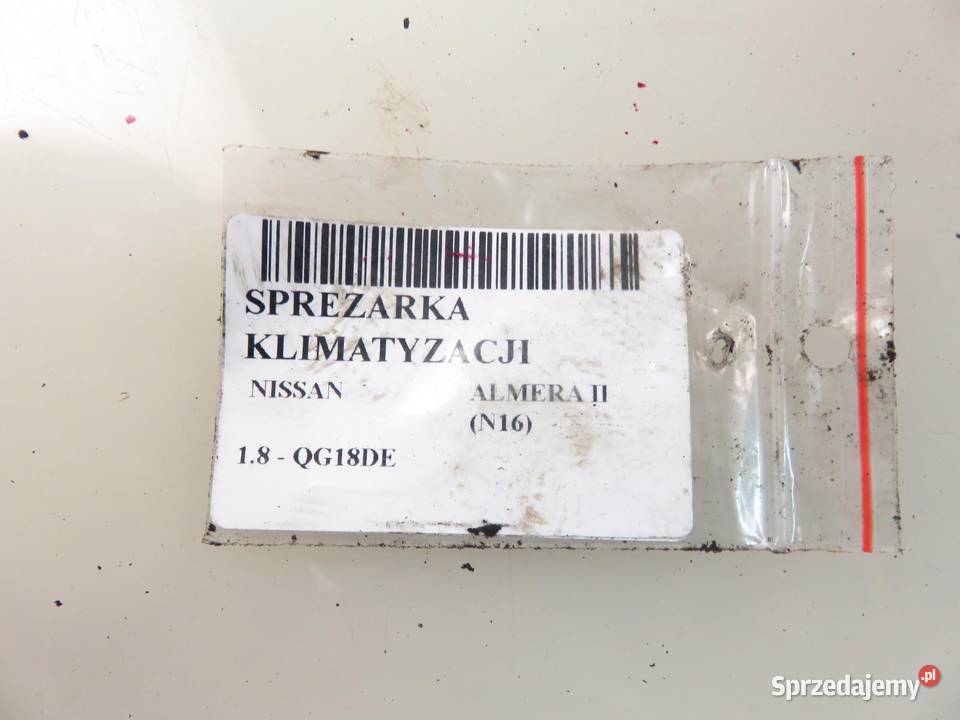 SPREZARKA
KLIMATYZACJI
NISSAN ALMERA II
(N16)
1.8 - QG18DE
Sprzedajemy.pl